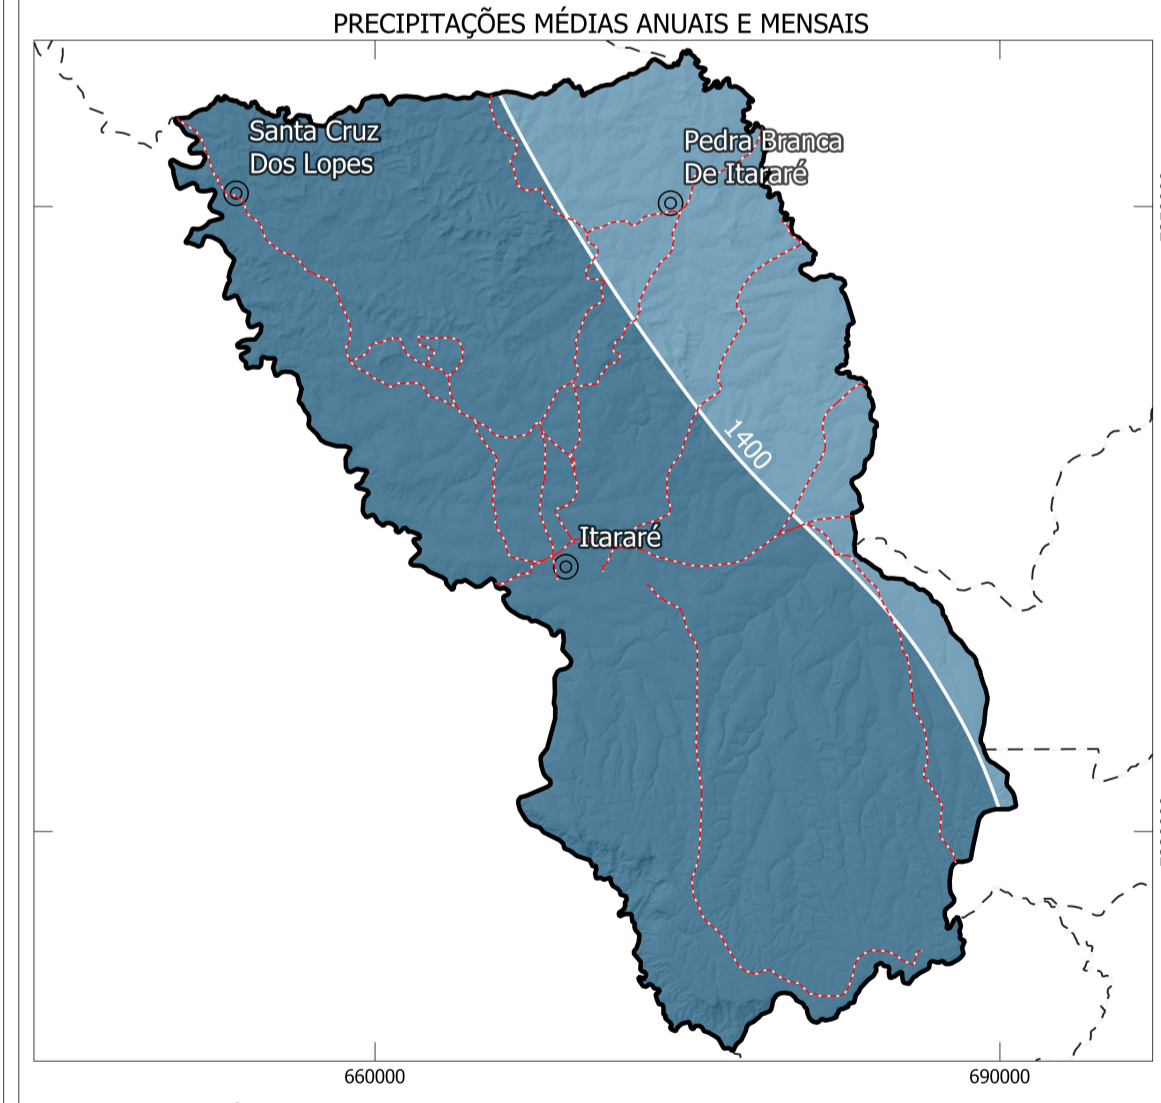 PRECIPITAÇÕES MÉDIAS ANUAIS E MENSAIS
Santa Cruz
Dos Lopes
Pedra Branca
De Itararé
1400
Itararé
660000
690000